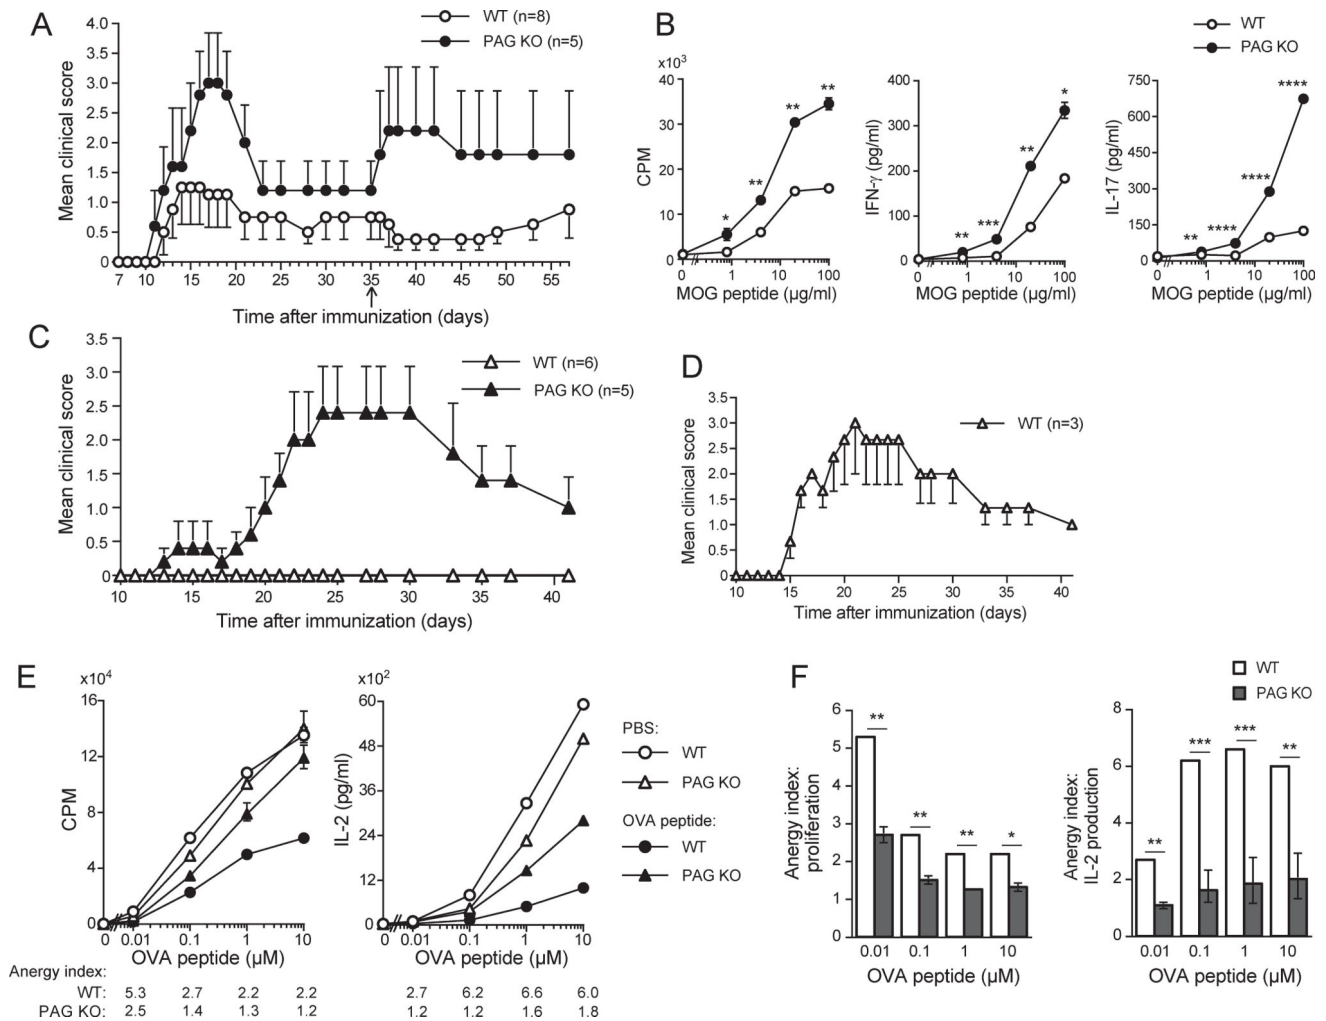 A
WT (n=8)
PAG KO (n=5)
Mean clinical score
4.0
3.5
3.0
2.5
2.0
1.5
1.0
0.5
0
7 10 15 20 25 30 35 40 45 50 55
Time after immunization (days)
B
WT
PAG KO
x10³
CPM
40
30
20
10
0
* ** ** **
0 1 10 100
MOG peptide (µg/ml)
IFN-γ (pg/ml)
400
300
200
100
0
** *** ** *
0 1 10 100
MOG peptide (µg/ml)
IL-17 (pg/ml)
750
600
450
300
150
0
** **** **** ****
0 1 10 100
MOG peptide (µg/ml)
C
WT (n=6)
PAG KO (n=5)
Mean clinical score
3.5
3.0
2.5
2.0
1.5
1.0
0.5
0
10 15 20 25 30 35 40
Time after immunization (days)
D
WT (n=3)
Mean clinical score
3.5
3.0
2.5
2.0
1.5
1.0
0.5
0
10 15 20 25 30 35 40
Time after immunization (days)
E
x10⁴
CPM
16
12
8
4
0
0 0.01 0.1 1 10
OVA peptide (µM)
x10²
IL-2 (pg/ml)
60
48
36
24
12
0
0 0.01 0.1 1 10
OVA peptide (µM)
PBS:
WT
PAG KO
OVA peptide:
WT
PAG KO
Anergy index:
WT: 5.3 2.7 2.2 2.2 2.7 6.2 6.6 6.0
PAG KO: 2.5 1.4 1.3 1.2 1.2 1.2 1.6 1.8
F
WT
PAG KO
Anergy index:
proliferation
6
5
4
3
2
1
0
** ** ** *
0.01 0.1 1 10
OVA peptide (µM)
Anergy index:
IL-2 production
8
6
4
2
0
** *** *** **
0.01 0.1 1 10
OVA peptide (µM)